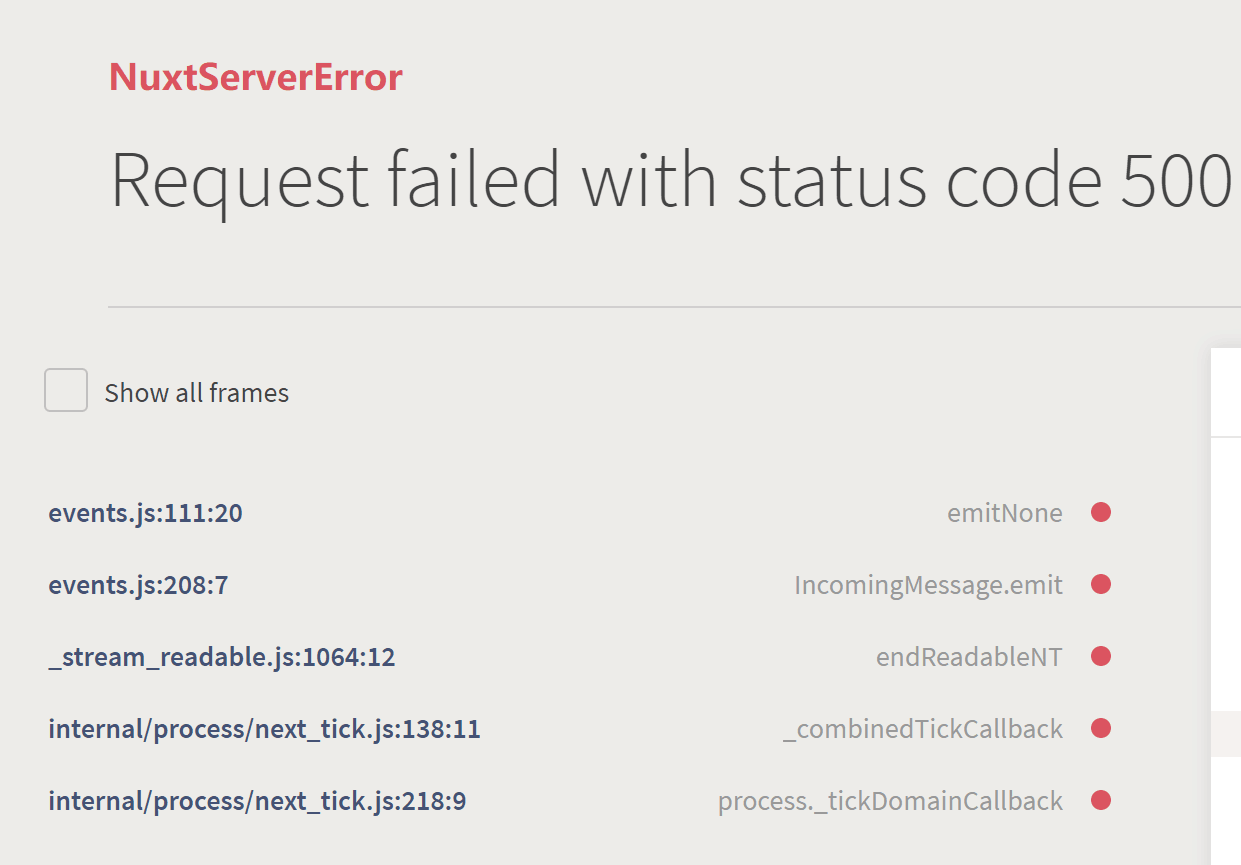 NuxtServerError
Request failed with status code 500
Show all frames
events.js:111:20 emitNone
events.js:208:7 IncomingMessage.emit
_stream_readable.js:1064:12 endReadableNT
internal/process/next_tick.js:138:11 _combinedTickCallback
internal/process/next_tick.js:218:9 process._tickDomainCallback